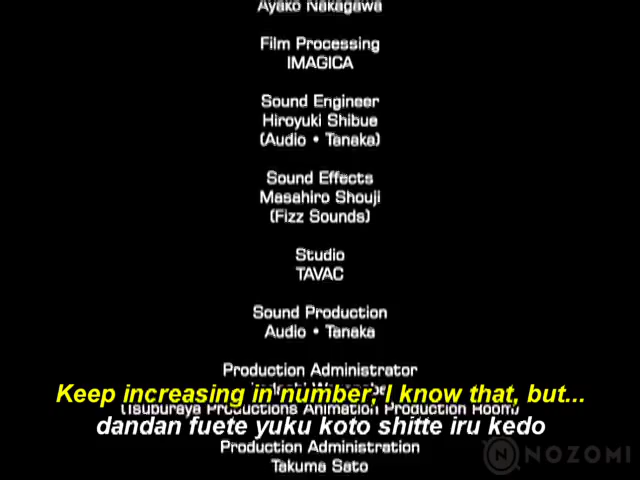 Ayako Nakagawa
Film Processing
IMAGICA
Sound Engineer
Hiroyuki Shibue
(Audio • Tanaka)
Sound Effects
Masahiro Shouji
(Fizz Sounds)
Studio
TAVAC
Sound Production
Audio • Tanaka
Production Administrator
Keep increasing in number, I know that, but...
(Tsuburaya Productions Animation Production Room)
dandan fuete yuku koto shitte iru kedo
Production Administration
Takuma Sato
NOZOMI